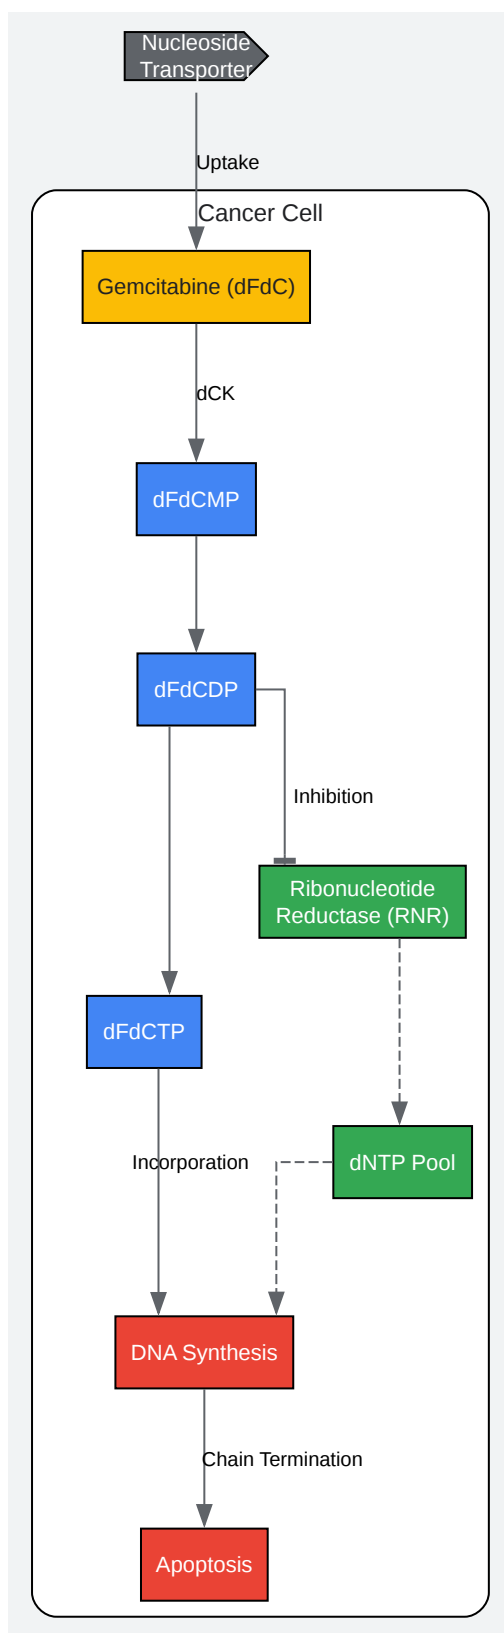 Nucleoside
Transporter
Uptake
Cancer Cell
Gemcitabine (dFdC)
dCK
dFdCMP
dFdCDP
Inhibition
Ribonucleotide
Reductase (RNR)
dFdCTP
Incorporation
dNTP Pool
DNA Synthesis
Chain Termination
Apoptosis